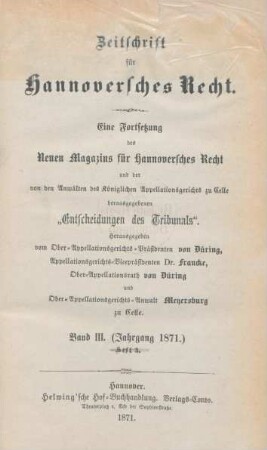 Zeitschrift
für
Hannoversches Recht.
Eine Fortsetzung
des
Neuen Magazins für Hannoversches Recht
und der
von den Anwälten des Königlichen Appellationsgerichts zu Celle
herausgegebenen
„Entscheidungen des Tribunals“.
Herausgegeben
von Ober-Appellationsgerichts-Präsidenten von Düring,
Appellationsgerichts-Vicepräsidenten Dr. Francke,
Ober-Appellationsrath von Düring
und
Ober-Appellationsgerichts-Anwalt Meyersburg
zu Celle.
Band III. (Jahrgang 1871.)
Heft 3.
Hannover.
Helwing'sche Hof-Buchhandlung. Verlags-Conto.
1871.